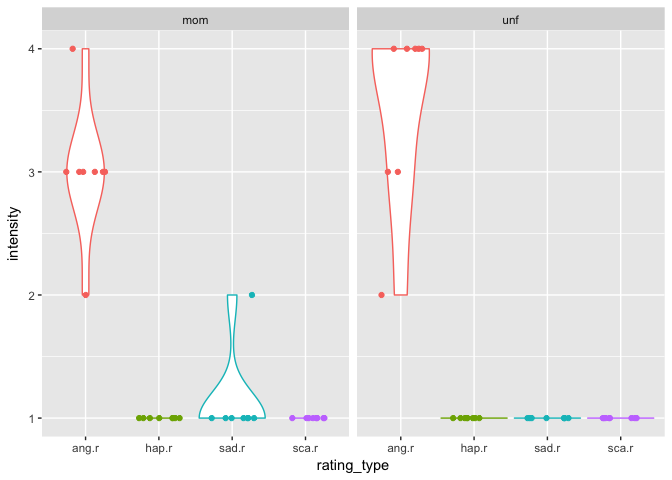 mom
unf
intensity
4
3
2
1
ang.r hap.r sad.r sca.r
ang.r hap.r sad.r sca.r
rating_type